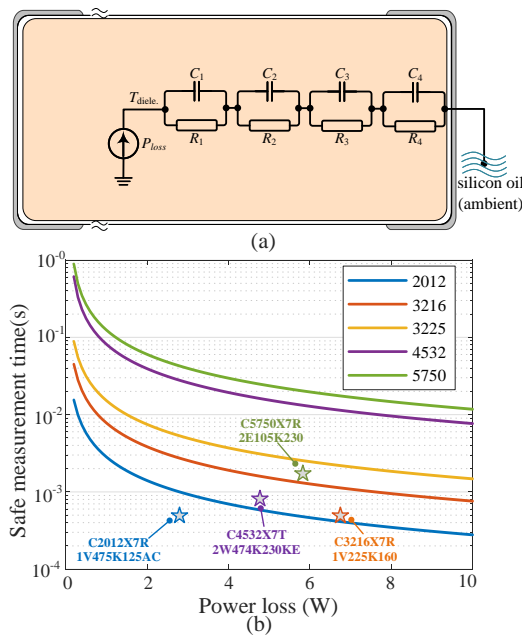 C1 C2 C3 C4
Tdiele.
Ploss
R1 R2 R3 R4
silicon oil
(ambient)
(a)
Safe measurement time(s)
10^-0
10^-1
10^-2
10^-3
10^-4
2012
3216
3225
4532
5750
C5750X7R
2E105K230
C2012X7R
1V475K125AC
C4532X7T
2W474K230KE
C3216X7R
1V225K160
0 2 4 6 8 10
Power loss (W)
(b)